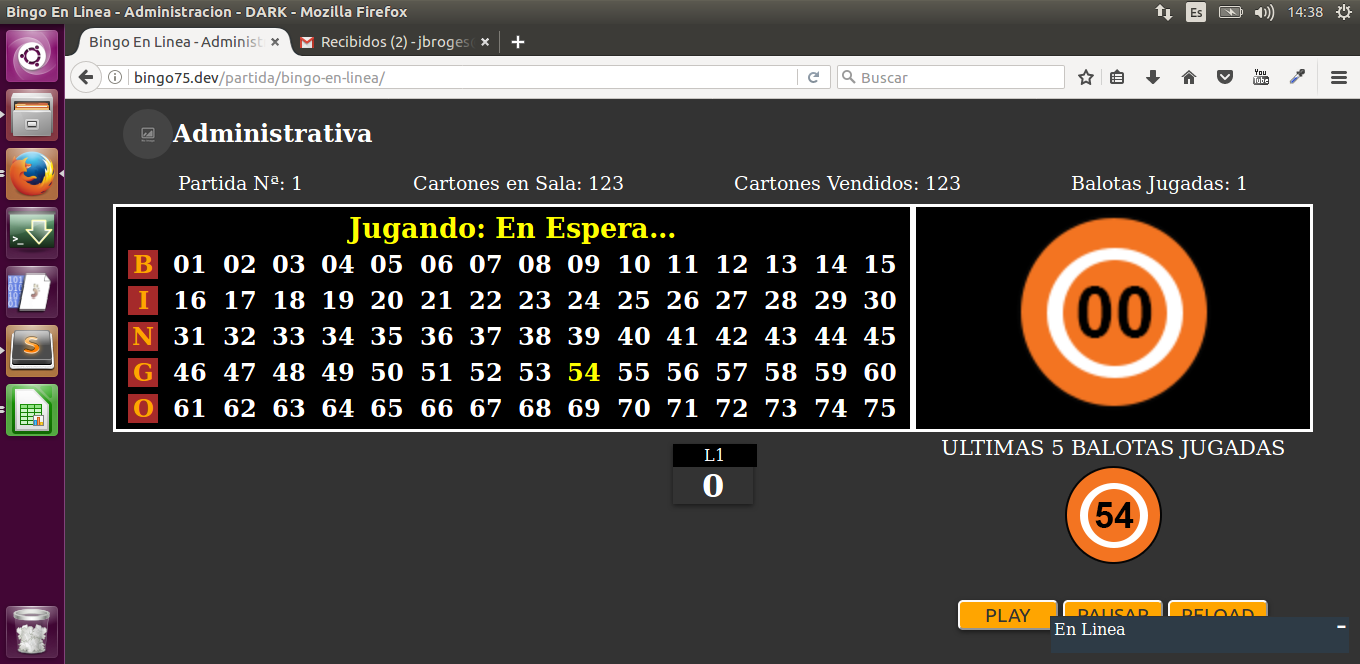 Bingo En Linea - Administracion - DARK - Mozilla Firefox
Es
14:38
Bingo En Linea - Administ
Recibidos (2) - jbroges
bingo75.dev/partida/bingo-en-linea/
Buscar
You Tube
Administrativa
Partida Nª: 1
Cartones en Sala: 123
Cartones Vendidos: 123
Balotas Jugadas: 1
Jugando: En Espera...
B 01 02 03 04 05 06 07 08 09 10 11 12 13 14 15
I 16 17 18 19 20 21 22 23 24 25 26 27 28 29 30
N 31 32 33 34 35 36 37 38 39 40 41 42 43 44 45
G 46 47 48 49 50 51 52 53 54 55 56 57 58 59 60
O 61 62 63 64 65 66 67 68 69 70 71 72 73 74 75
00
L1
0
ULTIMAS 5 BALOTAS JUGADAS
54
PLAY
PAUSAR
RELOAD
En Linea